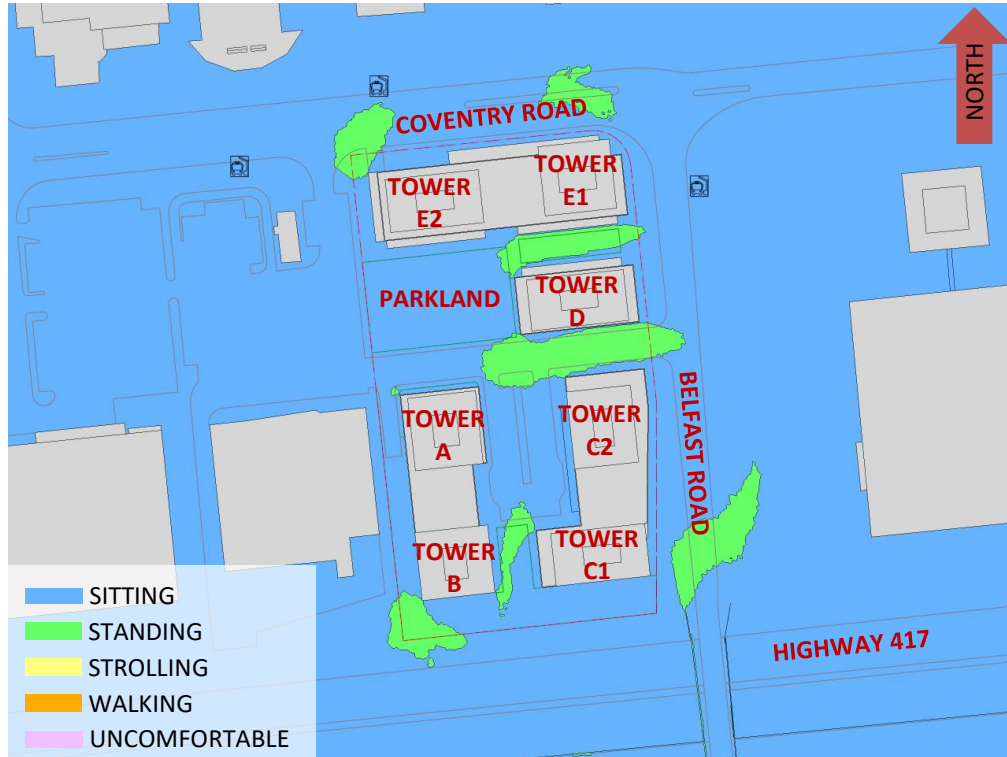 NORTH
COVENTRY ROAD
TOWER
E2
TOWER
E1
PARKLAND
TOWER
D
TOWER
A
TOWER
C2
BELFAST ROAD
TOWER
B
TOWER
C1
HIGHWAY 417
SITTING
STANDING
STROLLING
WALKING
UNCOMFORTABLE